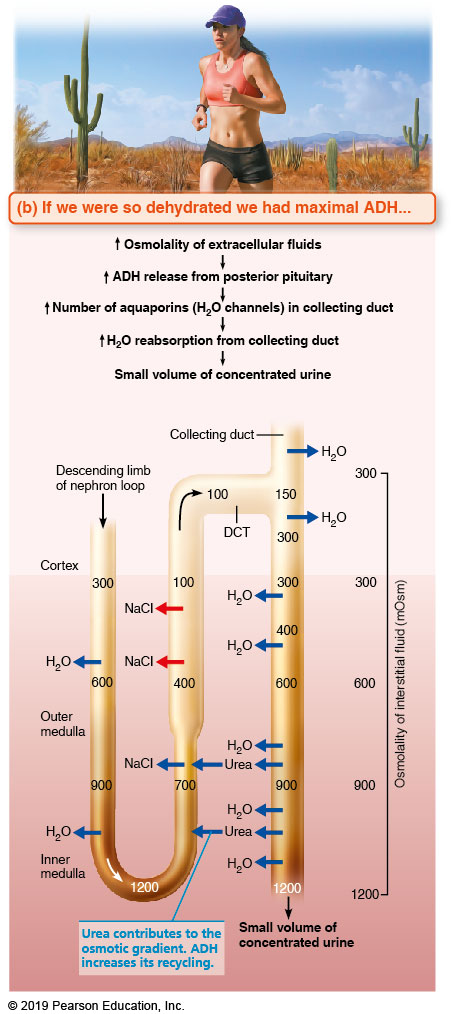 (b) If we were so dehydrated we had maximal ADH...
↑ Osmolality of extracellular fluids
↑ ADH release from posterior pituitary
↑ Number of aquaporins (H₂O channels) in collecting duct
↑ H₂O reabsorption from collecting duct
Small volume of concentrated urine
Collecting duct
H₂O
Descending limb
of nephron loop
300
100
150
H₂O
DCT
300
Cortex
300
100
H₂O
300
300
NaCl
400
H₂O
H₂O
NaCl
600
400
600
600
Osmolality of interstitial fluid (mOsm)
Outer
medulla
H₂O
NaCl
Urea
900
700
900
900
H₂O
H₂O
Urea
Inner
medulla
H₂O
1200
1200
1200
Urea contributes to the
osmotic gradient. ADH
increases its recycling.
Small volume of
concentrated urine
© 2019 Pearson Education, Inc.